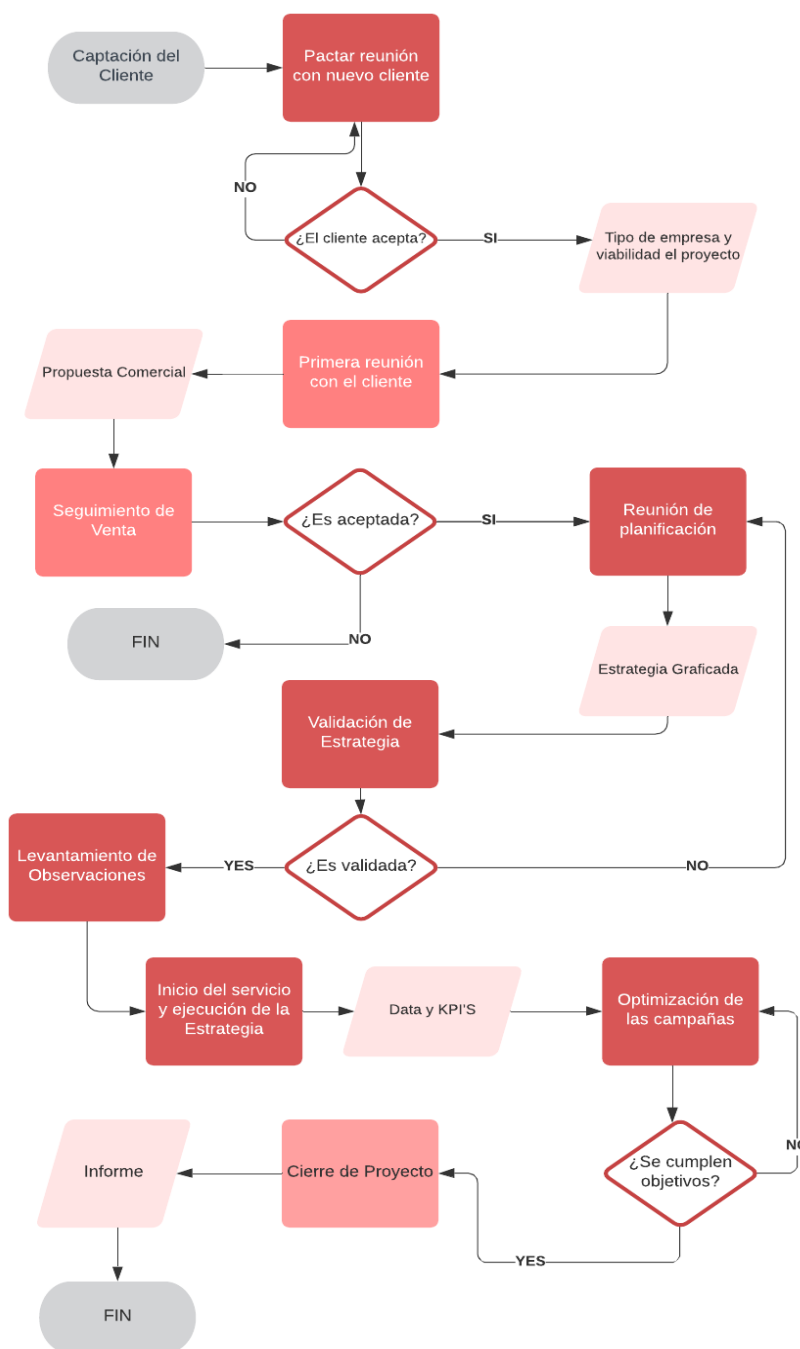 Captación del
Cliente
Pactar reunión
con nuevo cliente
NO
¿El cliente acepta?
SI
Tipo de empresa y
viabilidad el proyecto
Propuesta Comercial
Primera reunión
con el cliente
Seguimiento de
Venta
¿Es aceptada?
SI
Reunión de
planificación
FIN
NO
Estrategia Graficada
Validación de
Estrategia
Levantamiento de
Observaciones
YES
¿Es validada?
NO
Inicio del servicio
y ejecución de la
Estrategia
Data y KPI'S
Optimización de
las campañas
NO
Informe
Cierre de Proyecto
¿Se cumplen
objetivos?
YES
FIN